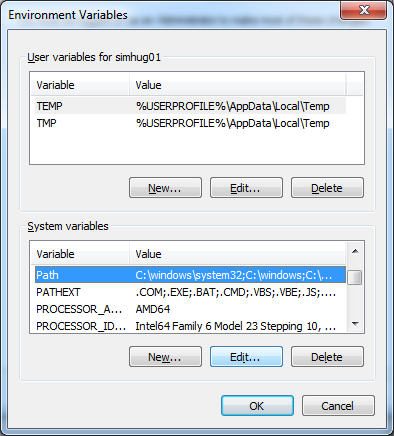 Environment Variables
User variables for simhug01
Variable Value
TEMP %USERPROFILE%\AppData\Local\Temp
TMP %USERPROFILE%\AppData\Local\Temp
New... Edit... Delete
System variables
Variable Value
Path C:\windows\system32;C:\windows;C:\...
PATHEXT .COM;.EXE;.BAT;.CMD;.VBS;.VBE;.JS;....
PROCESSOR_A... AMD64
PROCESSOR_ID... Intel64 Family 6 Model 23 Stepping 10, ...
New... Edit... Delete
OK Cancel